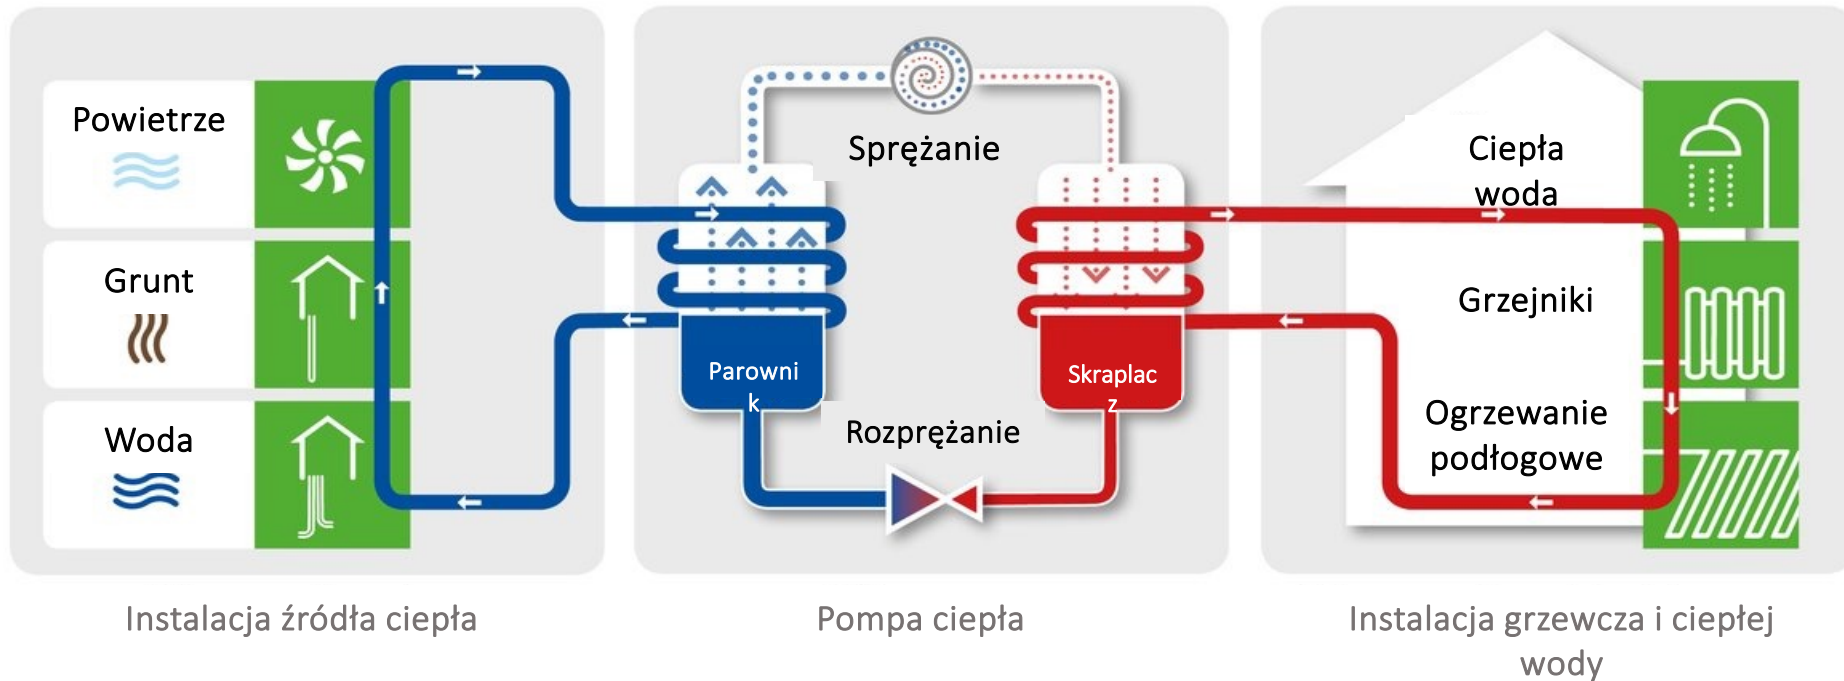 Powietrze
Grunt
Woda
Instalacja źródła ciepła
Sprężanie
Parowni
k
Skraplac
z
Rozprężanie
Pompa ciepła
Ciepła
woda
Grzejniki
Ogrzewanie
podłogowe
Instalacja grzewcza i ciepłej
wody